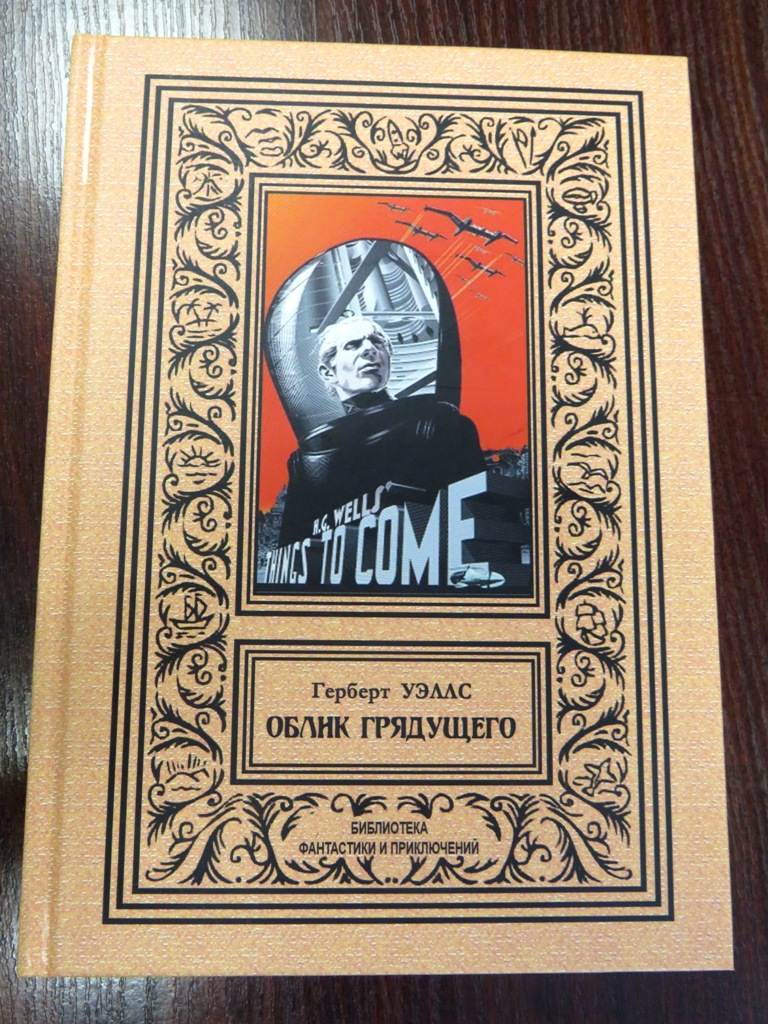 H.G. WELLS'
THINGS TO COME
Герберт УЭЛЛС
ОБЛИК ГРЯДУЩЕГО
БИБЛИОТЕКА
ФАНТАСТИКИ И ПРИКЛЮЧЕНИЙ